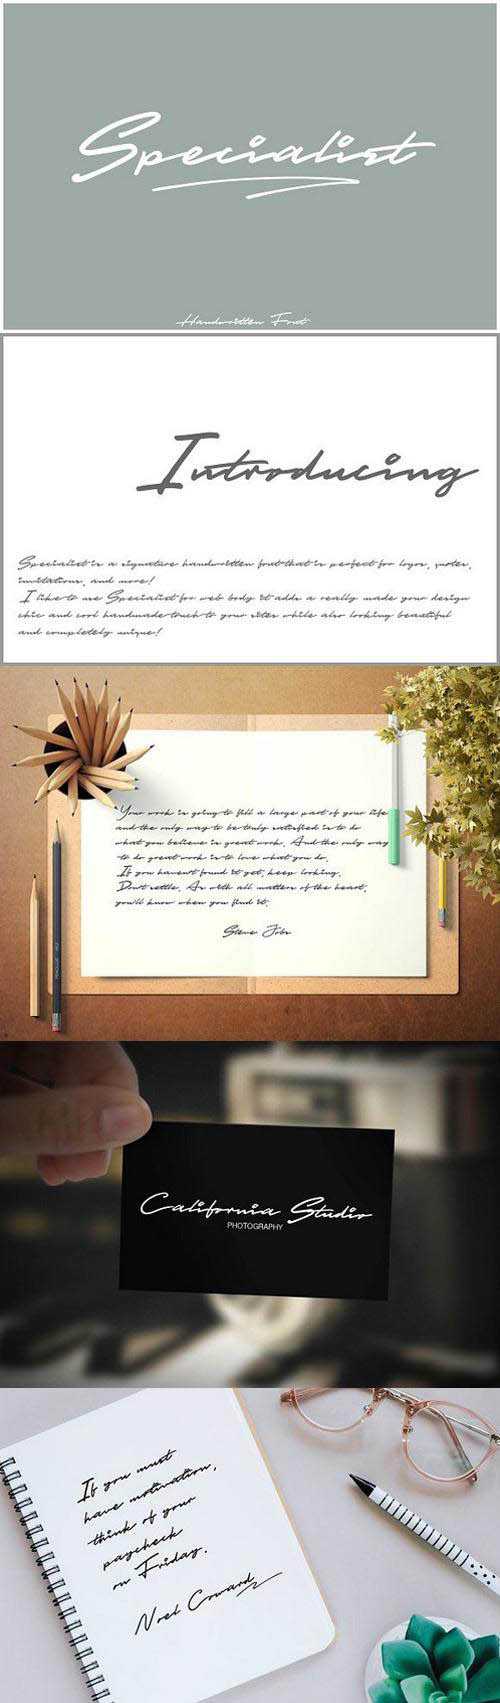 Specialist
Handwritten Font
Introducing
Specialist is a signature handwritten font that is perfect for logos, quotes,
invitations, and more!
I like to use Specialist for web body it adds a really made your design
chic and cool handmade touch to your sites while also looking beautiful
and completely unique!
"Your work is going to fill a large part of your life
and the only way to be truly satisfied is to do
what you believe is great work. And the only way
to do great work is to love what you do.
If you haven't found it yet, keep looking.
Don't settle. As with all matters of the heart,
you'll know when you find it.
Steve Jobs
California Studio
PHOTOGRAPHY
If you must
have motivation,
think of your
paycheck
on Friday.
Noel Coward